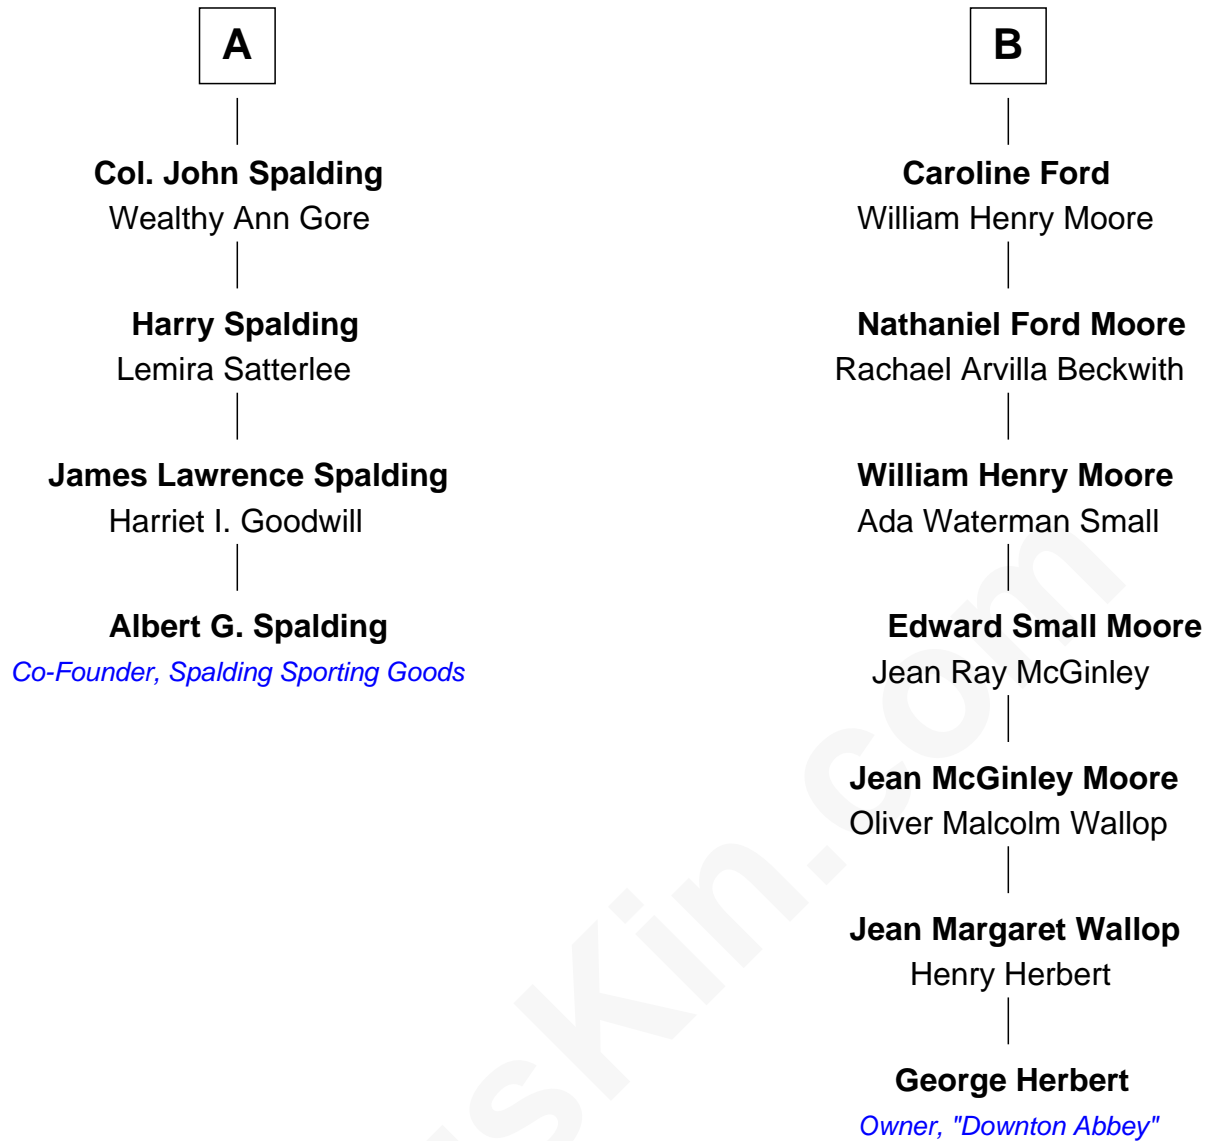 A
Col. John Spalding
Wealthy Ann Gore
Harry Spalding
Lemira Satterlee
James Lawrence Spalding
Harriet I. Goodwill
Albert G. Spalding
Co-Founder, Spalding Sporting Goods
B
Caroline Ford
William Henry Moore
Nathaniel Ford Moore
Rachael Arvilla Beckwith
William Henry Moore
Ada Waterman Small
Edward Small Moore
Jean Ray McGinley
Jean McGinley Moore
Oliver Malcolm Wallop
Jean Margaret Wallop
Henry Herbert
George Herbert
Owner, "Downton Abbey"